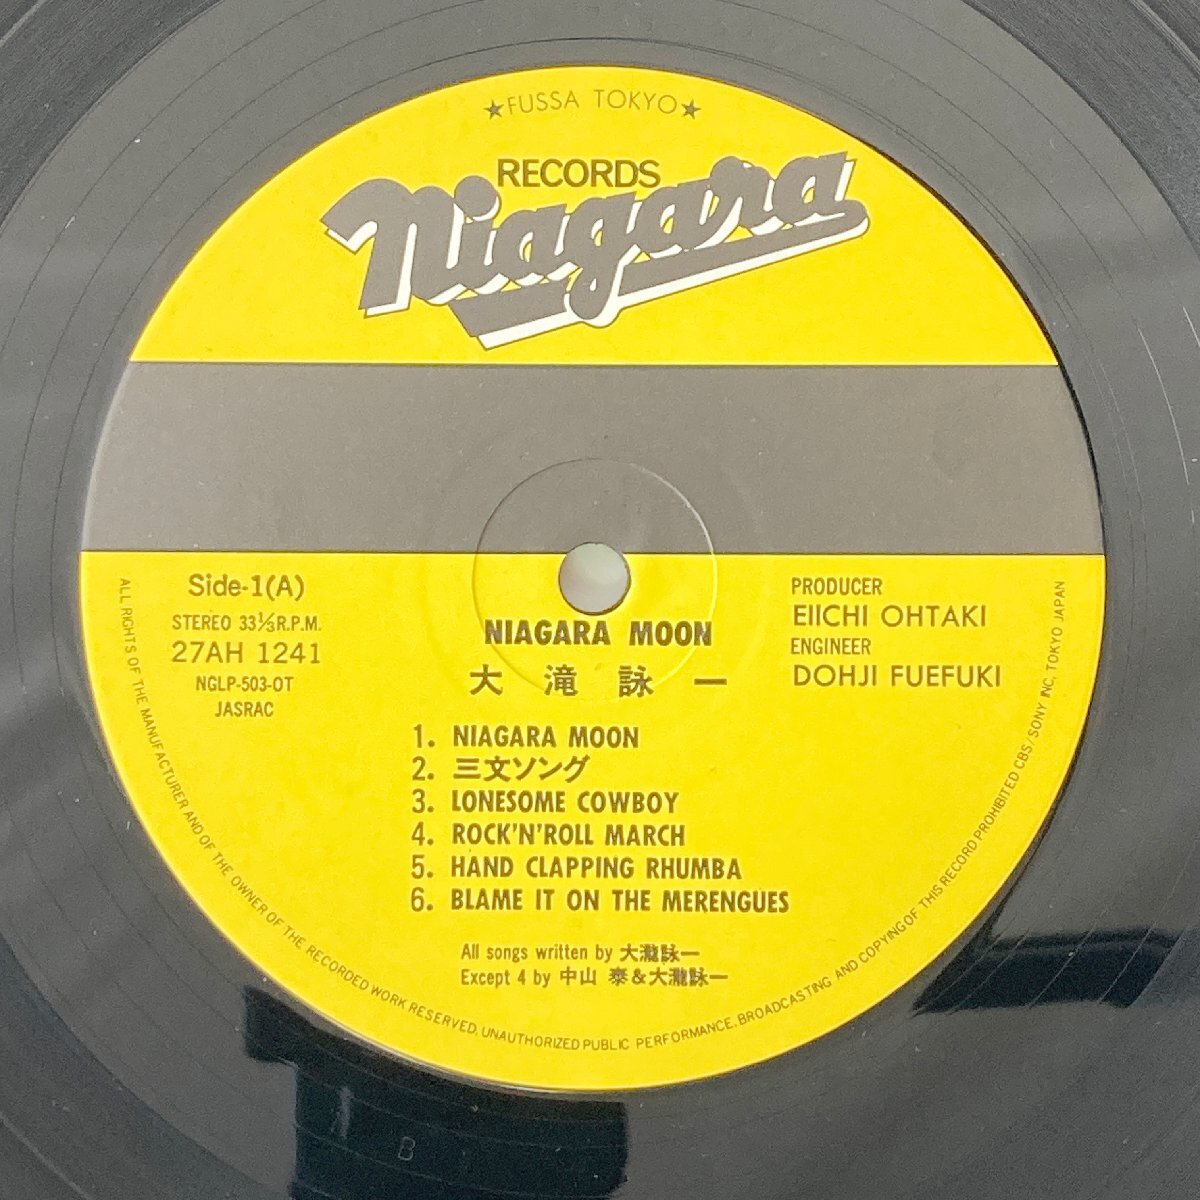 ★FUSSA TOKYO★
RECORDS
Niagara
Side-1(A)
STEREO 33⅓R.P.M.
27AH 1241
NGLP-503-OT
JASRAC
PRODUCER
EIICHI OHTAKI
ENGINEER
DOHJI FUEFUKI
NIAGARA MOON
大滝詠一
1. NIAGARA MOON
2. 三文ソング
3. LONESOME COWBOY
4. ROCK'N'ROLL MARCH
5. HAND CLAPPING RHUMBA
6. BLAME IT ON THE MERENGUES
All songs written by 大瀧詠一
Except 4 by 中山 泰&大瀧詠一
ALL RIGHTS OF THE MANUFACTURER AND OF THE OWNER OF THE RECORDED WORK RESERVED. UNAUTHORIZED PUBLIC PERFORMANCE. BROADCASTING AND COPYING OF THIS RECORD PROHIBITED CBS/SONY INC, TOKYO JAPAN
B